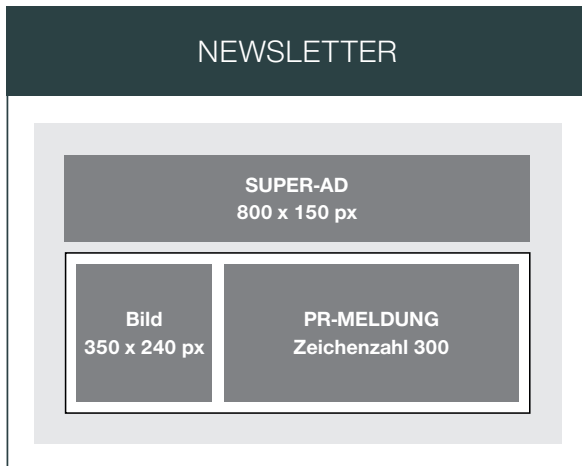 NEWSLETTER
SUPER-AD
800 x 150 px
Bild
350 x 240 px
PR-MELDUNG
Zeichenzahl 300